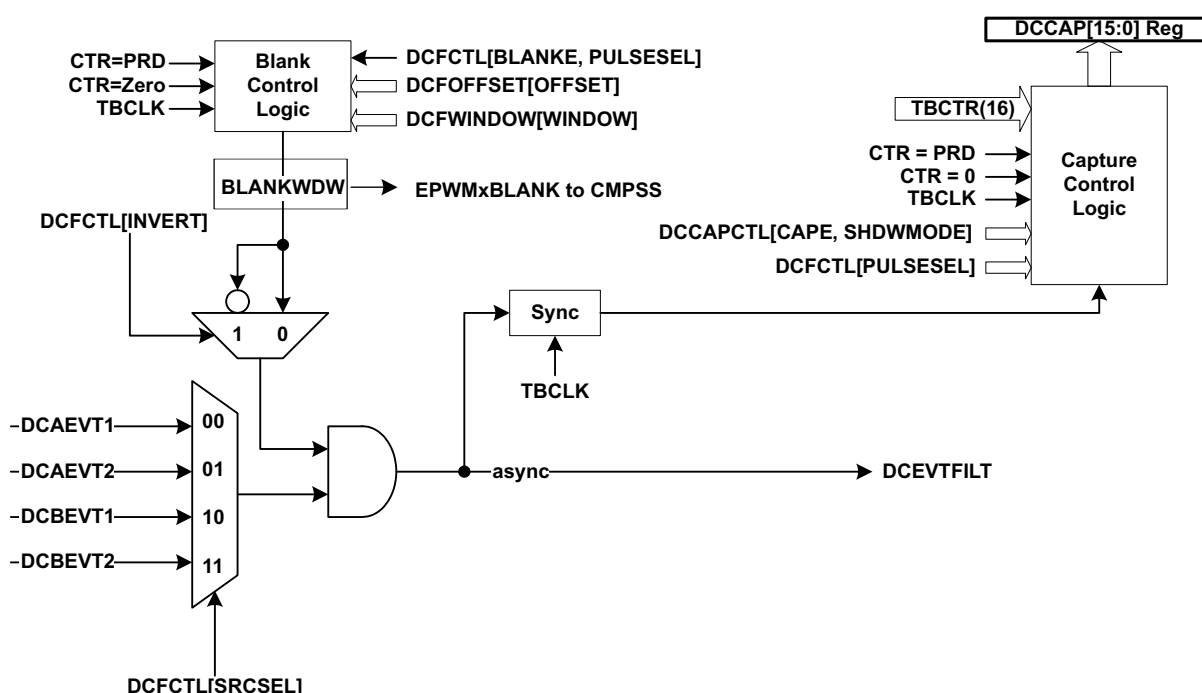 DCCAP[15:0] Reg
CTR=PRD
CTR=Zero
TBCLK
Blank
Control
Logic
DCFCTL[BLANKE, PULSESEL]
DCFOFFSET[OFFSET]
DCFWINDOW[WINDOW]
TBCTR(16)
CTR = PRD
CTR = 0
TBCLK
DCCAPCTL[CAPE, SHDWMODE]
DCFCTL[PULSESEL]
Capture
Control
Logic
BLANKWDW
EPWMxBLANK to CMPSS
DCFCTL[INVERT]
1 0
Sync
TBCLK
DCAEVT1
DCAEVT2
DCBEVT1
DCBEVT2
00
01
10
11
async
DCEVTFILT
DCFCTL[SRCSEL]